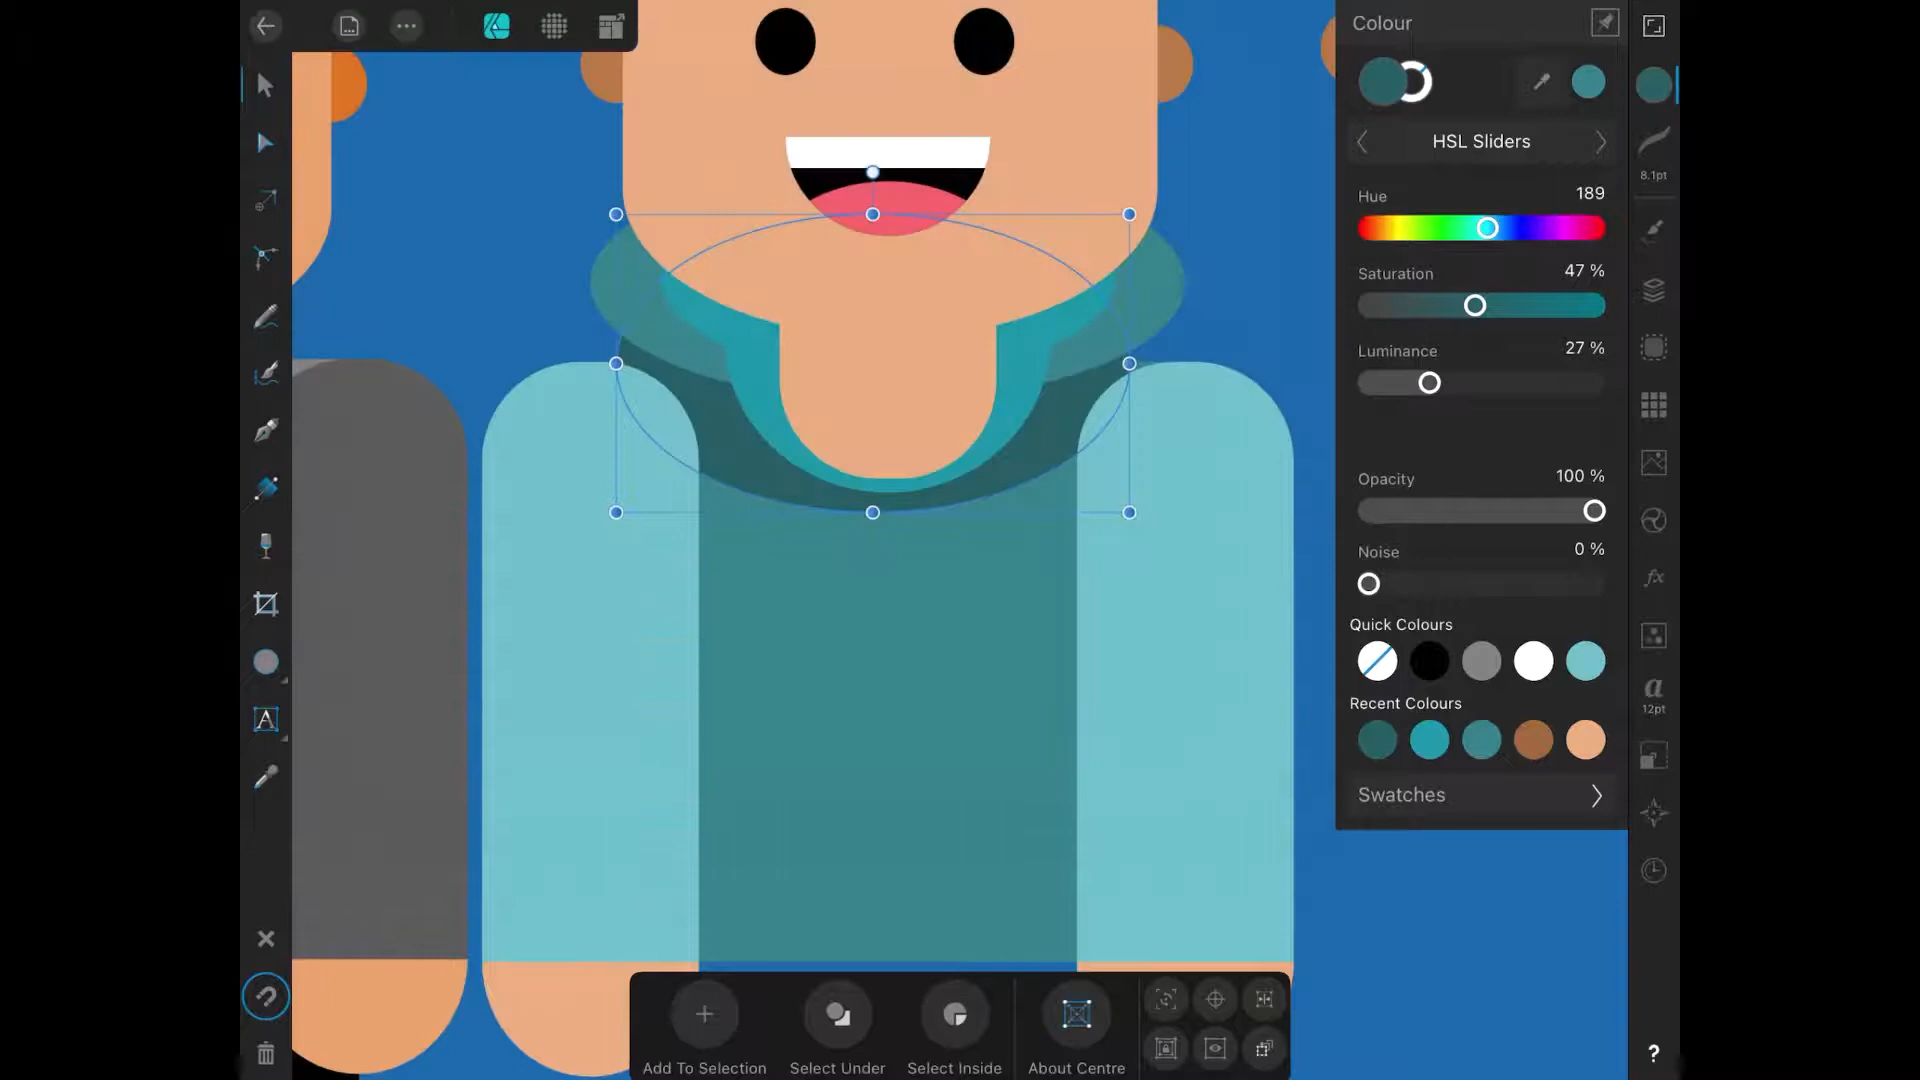 Colour
HSL Sliders
Hue 189
8.1pt
Saturation 47 %
Luminance 27 %
Opacity 100 %
Noise 0 %
fx
Quick Colours
a
12pt
Recent Colours
A
Swatches
Add To Selection
Select Under
Select Inside
About Centre
?